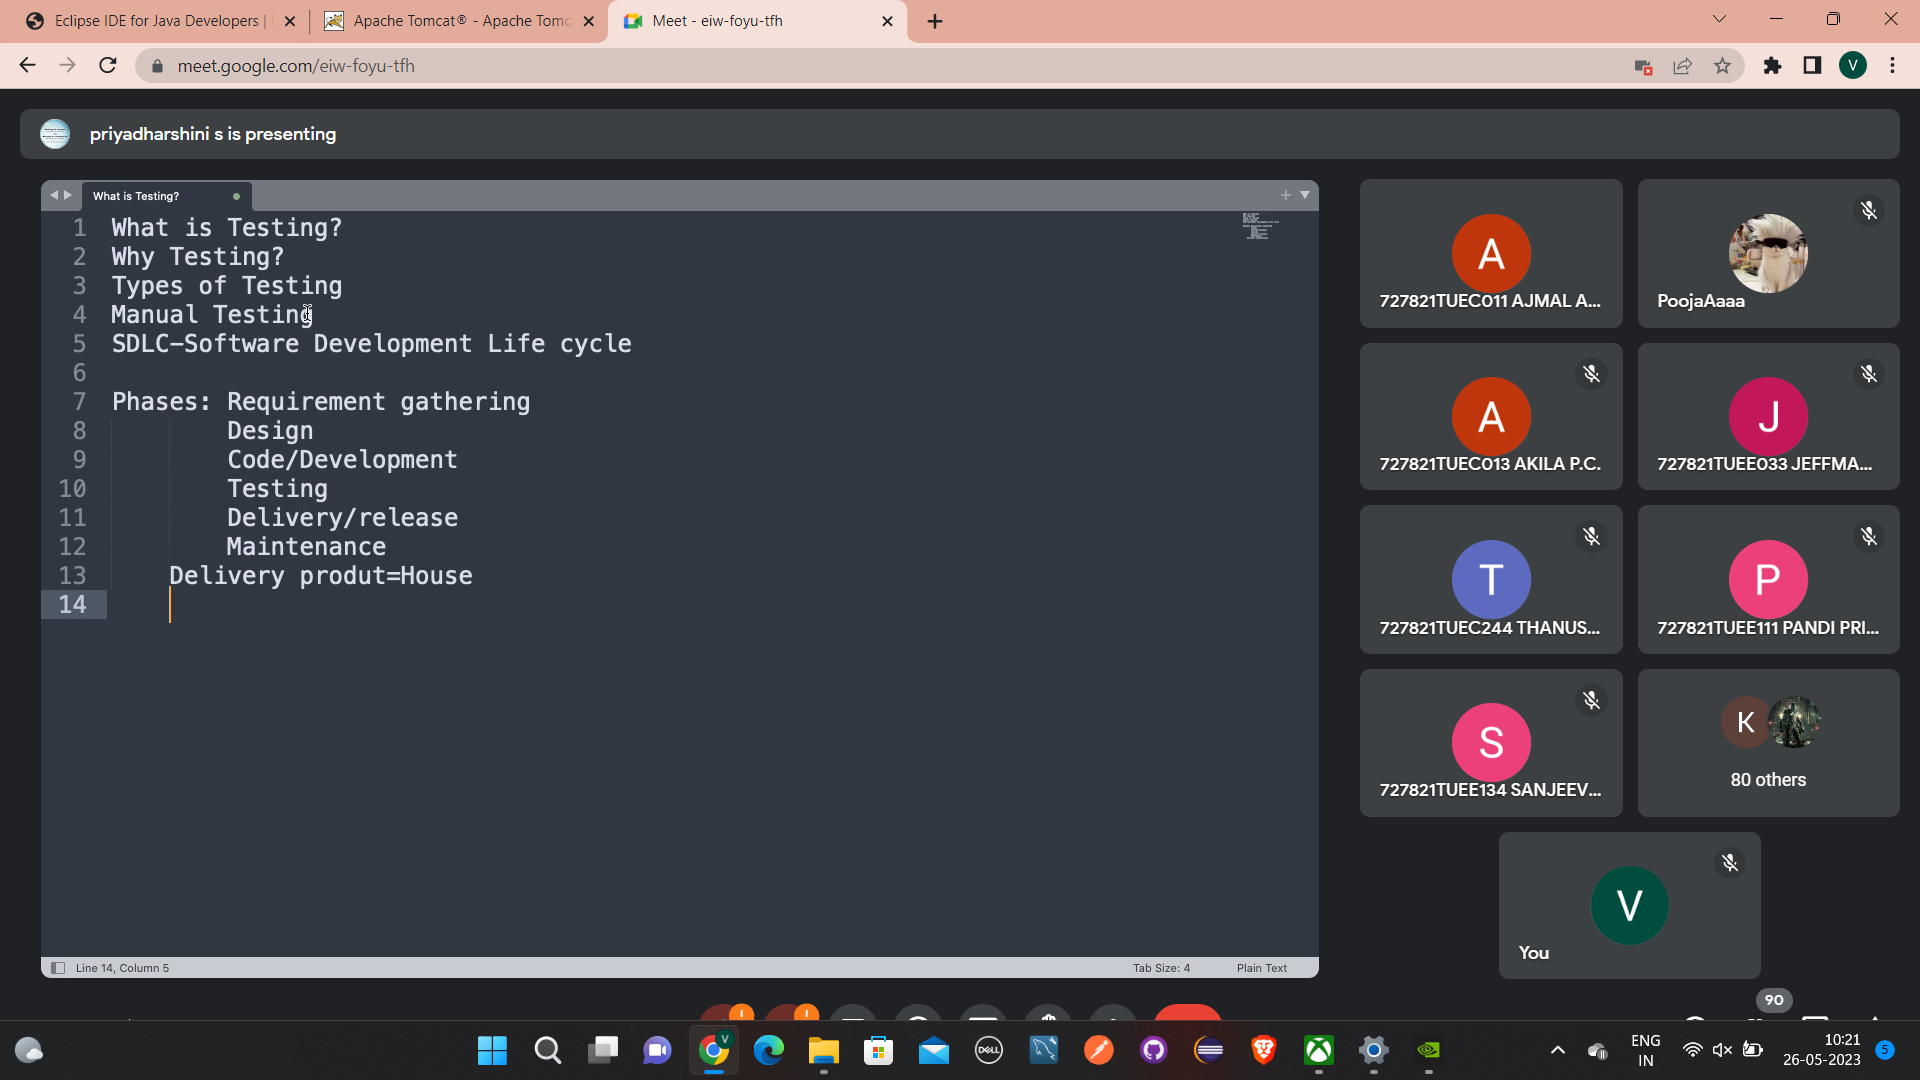 Eclipse IDE for Java Developers |
Apache Tomcat® - Apache Tomc
Meet - eiw-foyu-tfh
meet.google.com/eiw-foyu-tfh
V
priyadharshini s is presenting
What is Testing?
1 What is Testing?
2 Why Testing?
3 Types of Testing
4 Manual Testing
5 SDLC-Software Development Life cycle
6
7 Phases: Requirement gathering
8 Design
9 Code/Development
10 Testing
11 Delivery/release
12 Maintenance
13 Delivery produt=House
14
Line 14, Column 5
Tab Size: 4
Plain Text
A
727821TUEC011 AJMAL A...
PoojaAaaa
A
727821TUEC013 AKILA P.C.
J
727821TUEE033 JEFFMA...
T
727821TUEC244 THANUS...
P
727821TUEE111 PANDI PRI...
S
727821TUEE134 SANJEEV...
K
80 others
V
You
90
V
DELL
ENG
IN
10:21
26-05-2023
5